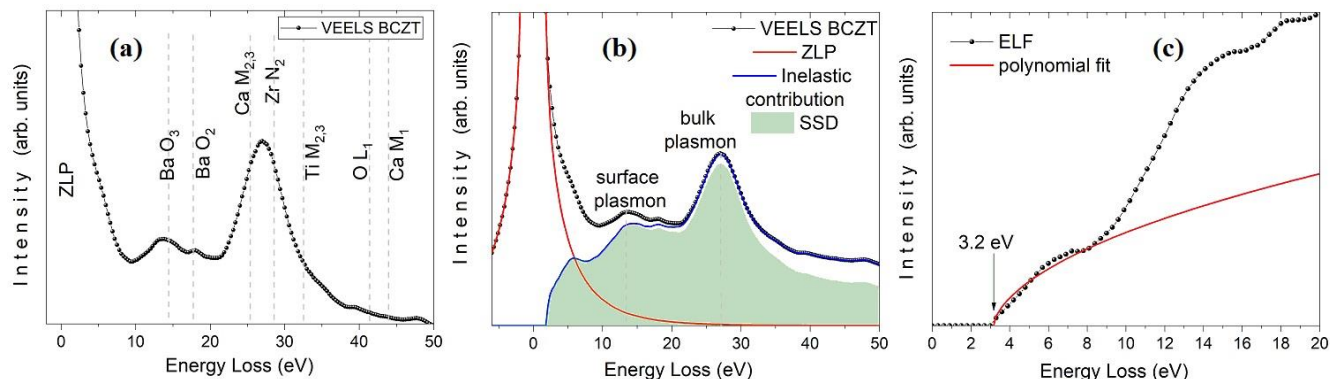 (a)
VEELS BCZT
ZLP
Ba O3
Ba O2
Ca M2,3
Zr N2
Ti M2,3
O L1
Ca M1
Intensity (arb. units)
0 10 20 30 40 50
Energy Loss (eV)
(b)
VEELS BCZT
ZLP
Inelastic
contribution
SSD
bulk
plasmon
surface
plasmon
Intensity (arb. units)
0 10 20 30 40 50
Energy Loss (eV)
(c)
ELF
polynomial fit
3.2 eV
Intensity (arb. units)
0 2 4 6 8 10 12 14 16 18 20
Energy Loss (eV)